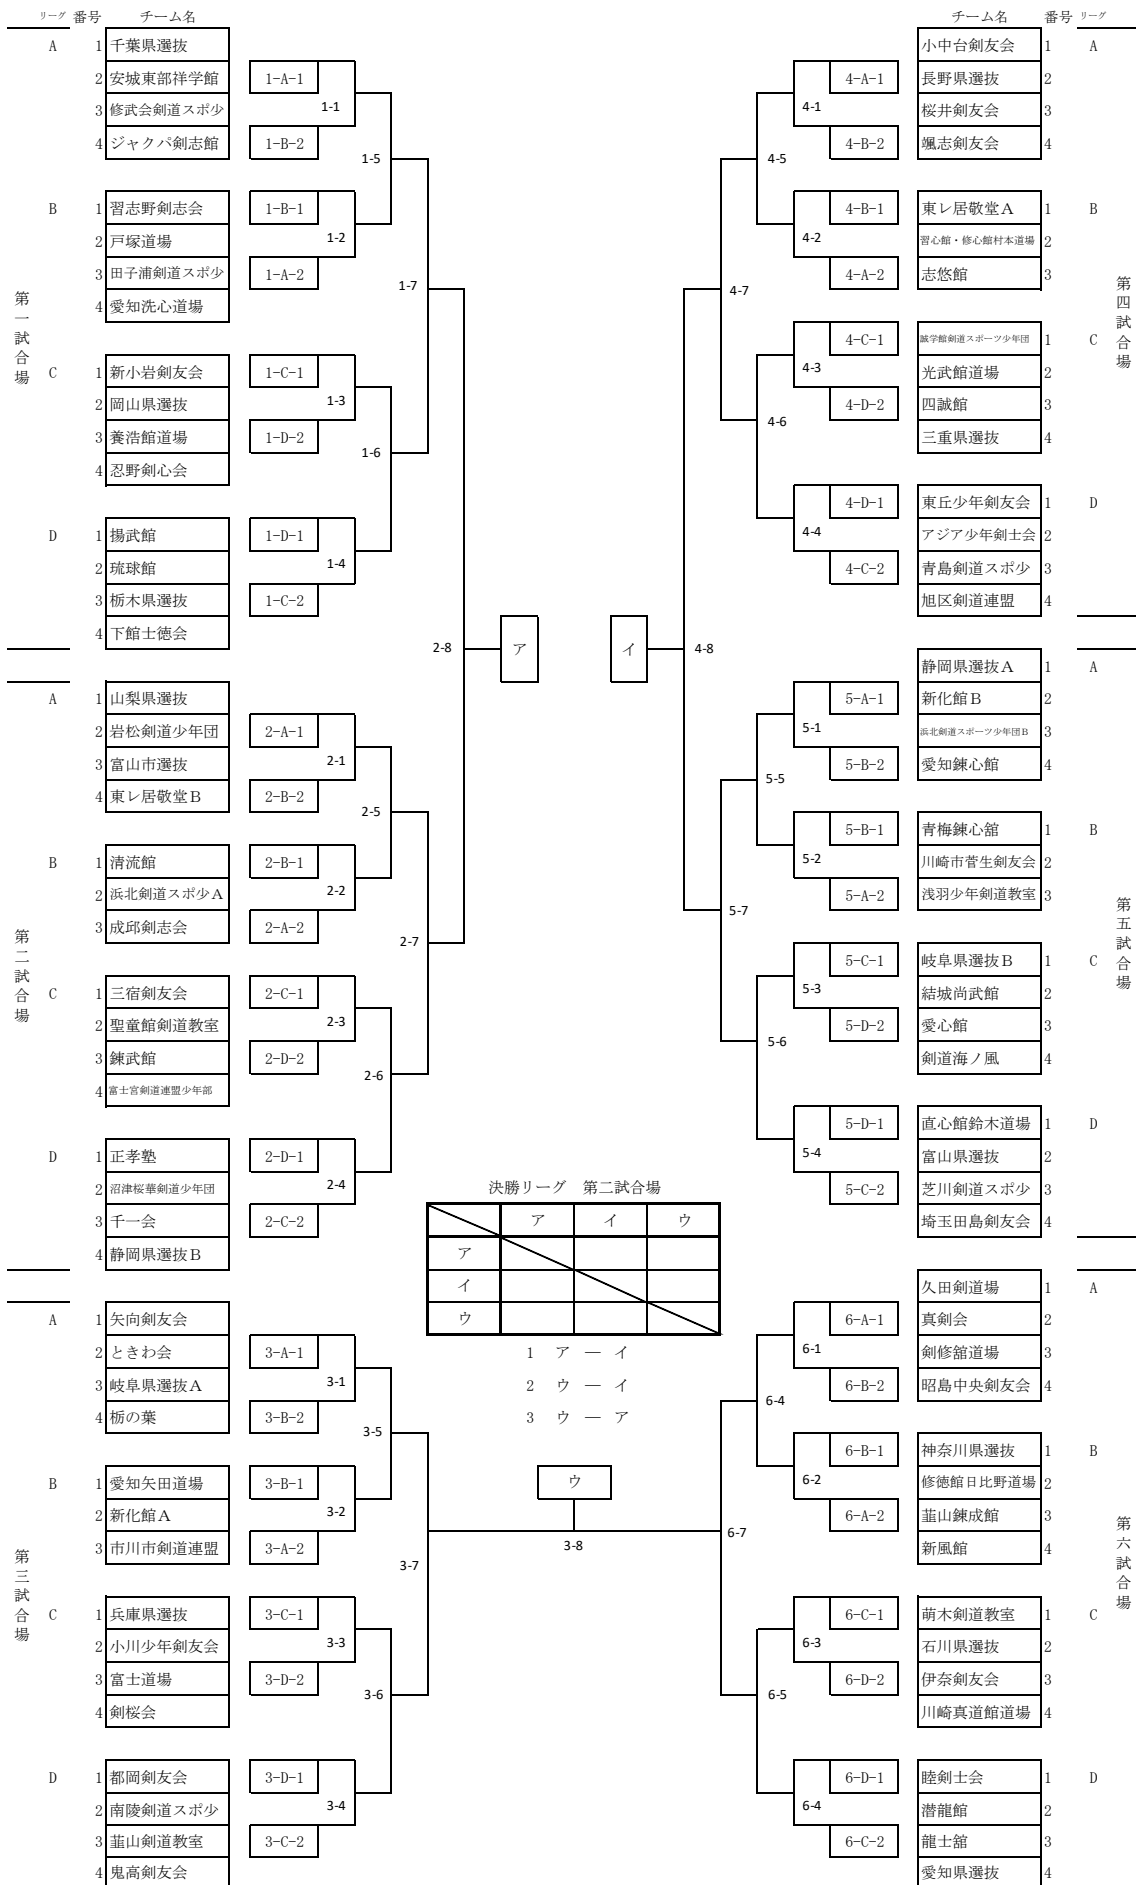 リーグ 番号 チーム名
第一試合場
A
1 千葉県選抜
2 安城東部祥学館
3 修武会剣道スポ少
4 ジャクパ剣志館
B
1 習志野剣志会
2 戸塚道場
3 田子浦剣道スポ少
4 愛知洗心道場
C
1 新小岩剣友会
2 岡山県選抜
3 養浩館道場
4 忍野剣心会
D
1 揚武館
2 琉球館
3 栃木県選抜
4 下館士徳会
1-A-1
1-1
1-B-2
1-5
1-B-1
1-2
1-A-2
1-7
1-C-1
1-3
1-D-2
1-6
1-D-1
1-4
1-C-2
2-8
ア
第二試合場
A
1 山梨県選抜
2 岩松剣道少年団
3 富山市選抜
4 東レ居敬堂B
B
1 清流館
2 浜北剣道スポ少A
3 成邱剣志会
C
1 三宿剣友会
2 聖童館剣道教室
3 錬武館
4 富士宮剣道連盟少年部
D
1 正孝塾
2 沼津桜華剣道少年団
3 千一会
4 静岡県選抜B
2-A-1
2-1
2-B-2
2-5
2-B-1
2-2
2-A-2
2-7
2-C-1
2-3
2-D-2
2-6
2-D-1
2-4
2-C-2
第三試合場
A
1 矢向剣友会
2 ときわ会
3 岐阜県選抜A
4 栃の葉
B
1 愛知矢田道場
2 新化館A
3 市川市剣道連盟
C
1 兵庫県選抜
2 小川少年剣友会
3 富士道場
4 剣桜会
D
1 都岡剣友会
2 南陵剣道スポ少
3 韮山剣道教室
4 鬼高剣友会
3-A-1
3-1
3-B-2
3-5
3-B-1
3-2
3-A-2
3-7
3-C-1
3-3
3-D-2
3-6
3-D-1
3-4
3-C-2
決勝リーグ 第二試合場
ア イ ウ
ア
イ
ウ
1 ア ― イ
2 ウ ― イ
3 ウ ― ア
ウ
3-8
チーム名 番号 リーグ
第四試合場
A
小中台剣友会 1
長野県選抜 2
桜井剣友会 3
颯志剣友会 4
B
東レ居敬堂A 1
習心館・修心館村本道場 2
志悠館 3
C
誠学館剣道スポーツ少年団 1
光武館道場 2
四誠館 3
三重県選抜 4
D
東丘少年剣友会 1
アジア少年剣士会 2
青島剣道スポ少 3
旭区剣道連盟 4
4-A-1
4-1
4-B-2
4-5
4-B-1
4-2
4-A-2
4-7
4-C-1
4-3
4-D-2
4-6
4-D-1
4-4
4-C-2
イ
4-8
第五試合場
A
静岡県選抜A 1
新化館B 2
浜北剣道スポーツ少年団B 3
愛知錬心館 4
B
青梅錬心舘 1
川崎市菅生剣友会 2
浅羽少年剣道教室 3
C
岐阜県選抜B 1
結城尚武館 2
愛心館 3
剣道海ノ風 4
D
直心館鈴木道場 1
富山県選抜 2
芝川剣道スポ少 3
埼玉田島剣友会 4
5-A-1
5-1
5-B-2
5-5
5-B-1
5-2
5-A-2
5-7
5-C-1
5-3
5-D-2
5-6
5-D-1
5-4
5-C-2
第六試合場
A
久田剣道場 1
真剣会 2
剣修舘道場 3
昭島中央剣友会 4
B
神奈川県選抜 1
修徳館日比野道場 2
韮山錬成館 3
新風館 4
C
萌木剣道教室 1
石川県選抜 2
伊奈剣友会 3
川崎真道館道場 4
D
睦剣士会 1
潜龍館 2
龍士舘 3
愛知県選抜 4
6-A-1
6-1
6-B-2
6-4
6-B-1
6-2
6-A-2
6-7
6-C-1
6-3
6-D-2
6-5
6-D-1
6-4
6-C-2